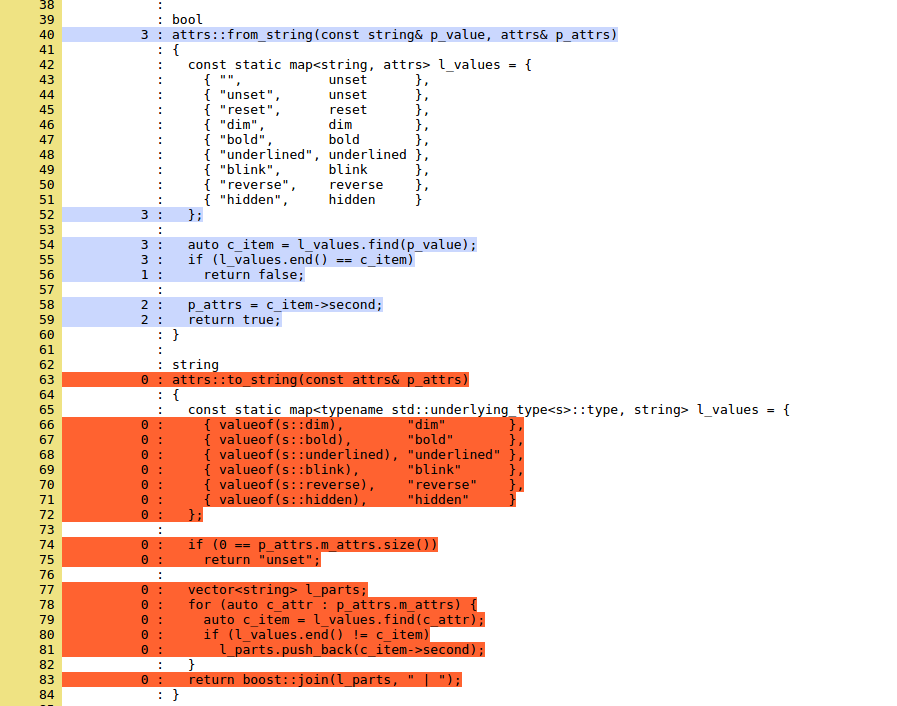 38 :
39 : bool
40 3 : attrs::from_string(const string& p_value, attrs& p_attrs)
41 : {
42 :   const static map<string, attrs> l_values = {
43 :     { "",           unset      },
44 :     { "unset",      unset      },
45 :     { "reset",      reset      },
46 :     { "dim",        dim        },
47 :     { "bold",       bold       },
48 :     { "underlined", underlined },
49 :     { "blink",      blink      },
50 :     { "reverse",    reverse    },
51 :     { "hidden",     hidden     }
52 3 :   };
53 :
54 3 :   auto c_item = l_values.find(p_value);
55 3 :   if (l_values.end() == c_item)
56 1 :     return false;
57 :
58 2 :   p_attrs = c_item->second;
59 2 :   return true;
60 : }
61 :
62 : string
63 0 : attrs::to_string(const attrs& p_attrs)
64 : {
65 :   const static map<typename std::underlying_type<s>::type, string> l_values = {
66 0 :     { valueof(s::dim),        "dim"        },
67 0 :     { valueof(s::bold),       "bold"       },
68 0 :     { valueof(s::underlined), "underlined" },
69 0 :     { valueof(s::blink),      "blink"      },
70 0 :     { valueof(s::reverse),    "reverse"    },
71 0 :     { valueof(s::hidden),     "hidden"     }
72 0 :   };
73 :
74 0 :   if (0 == p_attrs.m_attrs.size())
75 0 :     return "unset";
76 :
77 0 :   vector<string> l_parts;
78 0 :   for (auto c_attr : p_attrs.m_attrs) {
79 0 :     auto c_item = l_values.find(c_attr);
80 0 :     if (l_values.end() != c_item)
81 0 :       l_parts.push_back(c_item->second);
82 :   }
83 0 :   return boost::join(l_parts, " | ");
84 : }